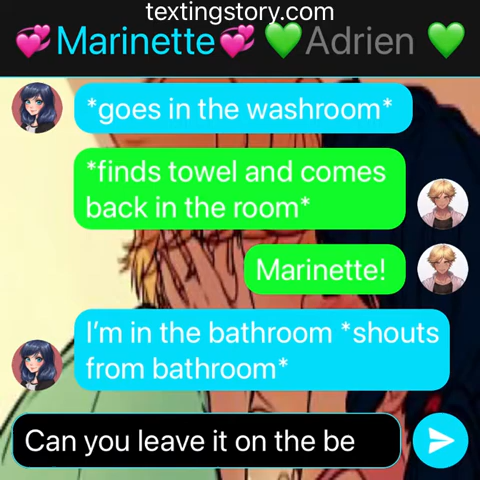 textingstory.com
💞Marinette💞 💚Adrien 💚
*goes in the washroom*
*finds towel and comes
back in the room*
Marinette!
I’m in the bathroom *shouts
from bathroom*
Can you leave it on the be